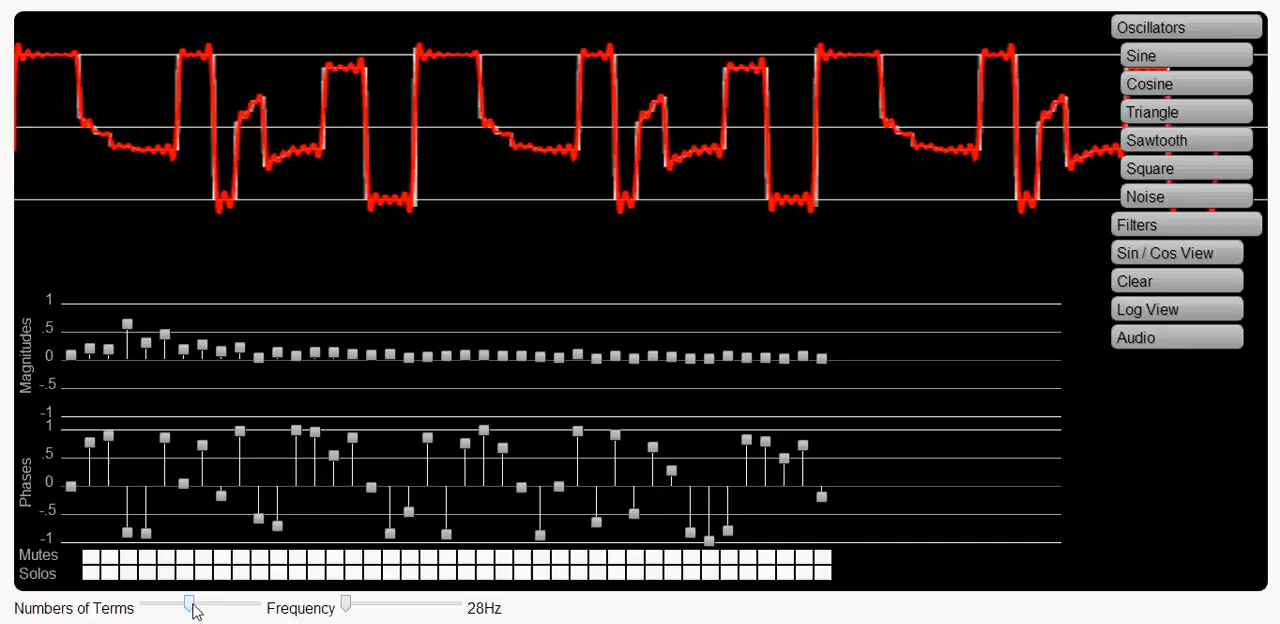 Oscillators
Sine
Cosine
Triangle
Sawtooth
Square
Noise
Filters
Sin / Cos View
Clear
Log View
Audio
Magnitudes
1
.5
0
-.5
-1
Phases
1
.5
0
-.5
-1
Mutes
Solos
Numbers of Terms Frequency 28Hz